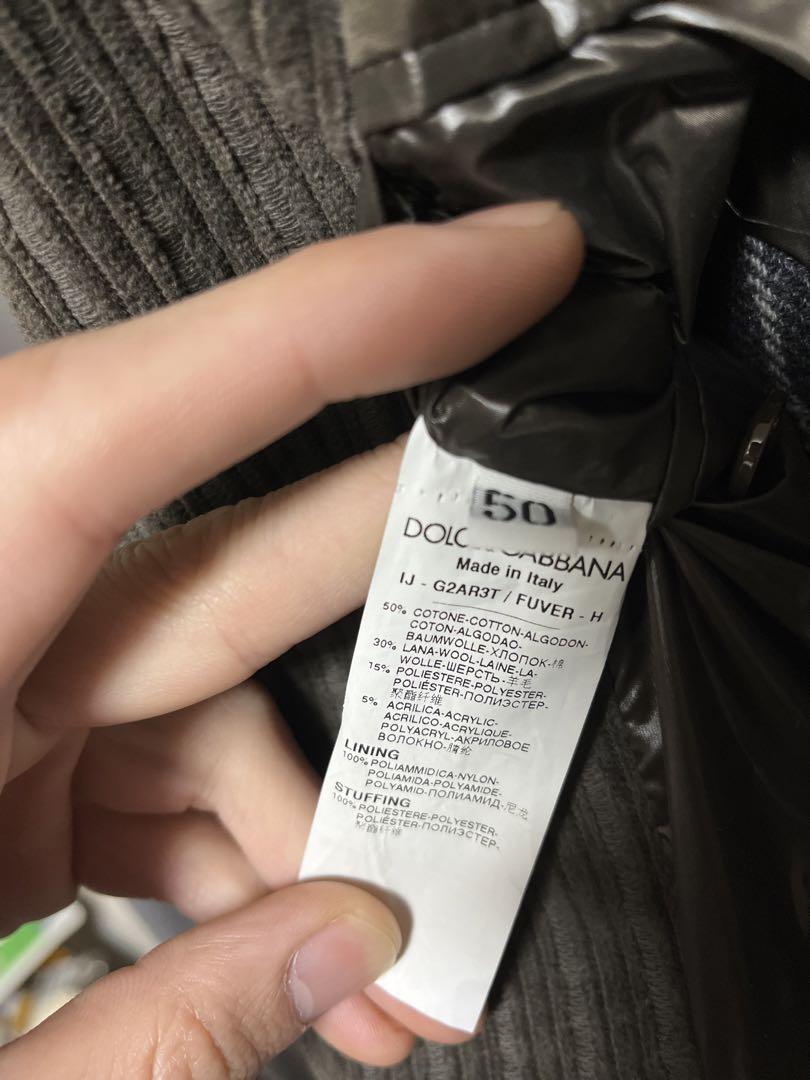 50
DOLC GABBANA
Made in Italy
IJ - G2AR3T / FUVER - H
50% COTONE-COTTON-ALGODON-
COTON-ALGODAO-
BAUMWOLLE-ХЛОПОК-棉
30% LANA-WOOL-LAINE-LA-
WOLLE-ШЕРСТЬ-羊毛
15% POLIESTERE-POLYESTER-
POLIÉSTER-ПОЛИЭСТЕР-
聚酯纤维
5% ACRILICA-ACRYLIC-
ACRILICO-ACRYLIQUE-
POLYACRYL-АКРИЛОВОЕ
ВОЛОКНО-腈纶
LINING
100% POLIAMMIDICA-NYLON-
POLIAMIDA-POLYAMIDE-
POLYAMID-ПОЛИАМИД-尼龙
STUFFING
100% POLIESTERE-POLYESTER-
POLIÉSTER-ПОЛИЭСТЕР-
聚酯纤维